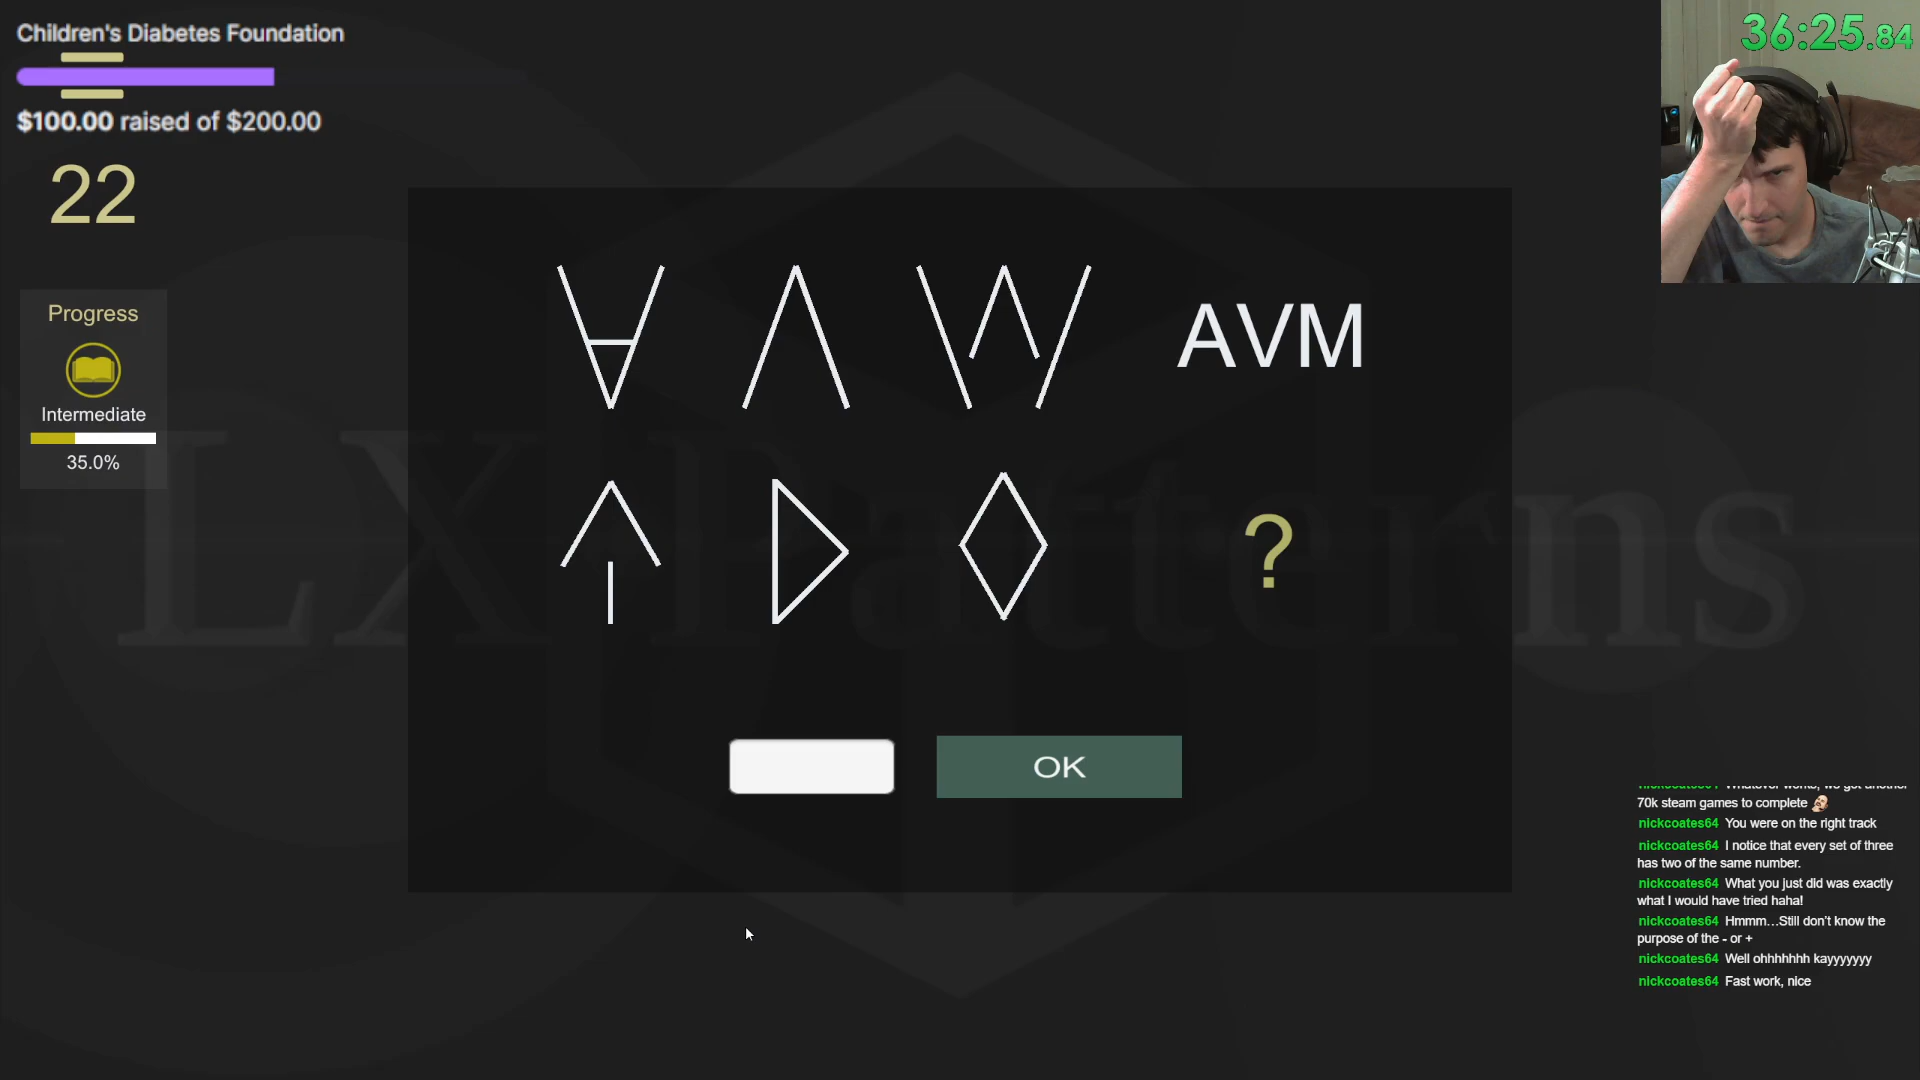 Children's Diabetes Foundation
$100.00 raised of $200.00
36:25.84
22
Progress
Intermediate
35.0%
AVM
?
LX Patterns
OK
70k steam games to complete
nickcoates64 You were on the right track
nickcoates64 I notice that every set of three
has two of the same number.
nickcoates64 What you just did was exactly
what I would have tried haha!
nickcoates64 Hmmm...Still don't know the
purpose of the - or +
nickcoates64 Well ohhhhhhh kayyyyyyy
nickcoates64 Fast work, nice